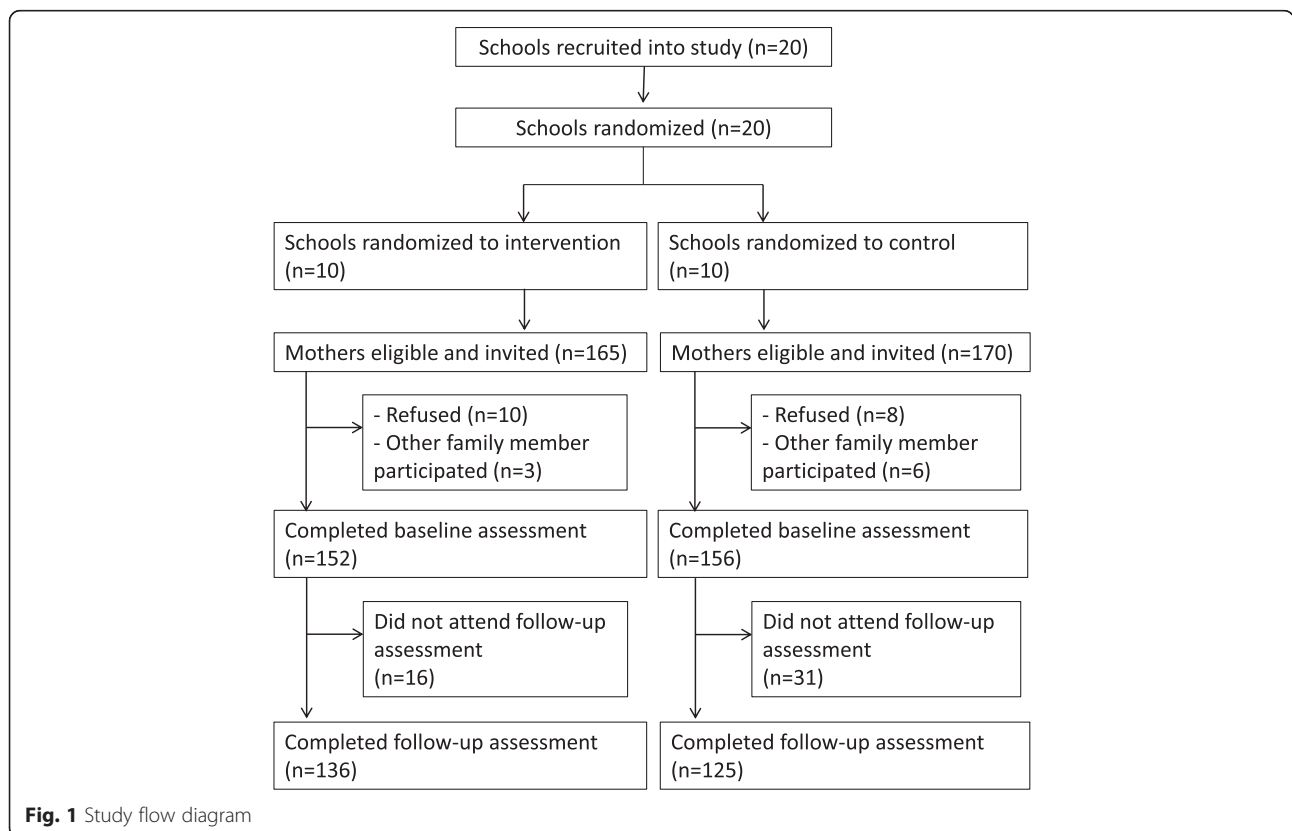 Schools recruited into study (n=20)
Schools randomized (n=20)
Schools randomized to intervention
(n=10)
Schools randomized to control
(n=10)
Mothers eligible and invited (n=165)
Mothers eligible and invited (n=170)
- Refused (n=10)
- Other family member
participated (n=3)
- Refused (n=8)
- Other family member
participated (n=6)
Completed baseline assessment
(n=152)
Completed baseline assessment
(n=156)
Did not attend follow-up
assessment
(n=16)
Did not attend follow-up
assessment
(n=31)
Completed follow-up assessment
(n=136)
Completed follow-up assessment
(n=125)
Fig. 1 Study flow diagram